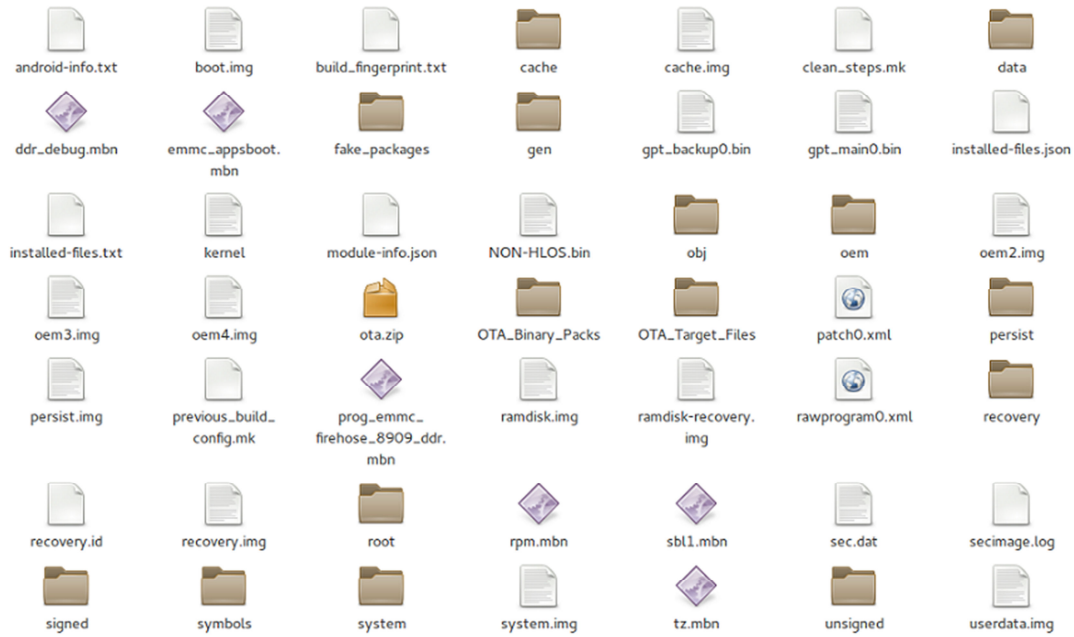 android-info.txt
boot.img
build_fingerprint.txt
cache
cache.img
clean_steps.mk
data
ddr_debug.mbn
emmc_appsboot.
mbn
fake_packages
gen
gpt_backup0.bin
gpt_main0.bin
installed-files.json
installed-files.txt
kernel
module-info.json
NON-HLOS.bin
obj
oem
oem2.img
oem3.img
oem4.img
ota.zip
OTA_Binary_Packs
OTA_Target_Files
patch0.xml
persist
persist.img
previous_build_
config.mk
prog_emmc_
firehose_8909_ddr.
mbn
ramdisk.img
ramdisk-recovery.
img
rawprogram0.xml
recovery
recovery.id
recovery.img
root
rpm.mbn
sbl1.mbn
sec.dat
secimage.log
signed
symbols
system
system.img
tz.mbn
unsigned
userdata.img